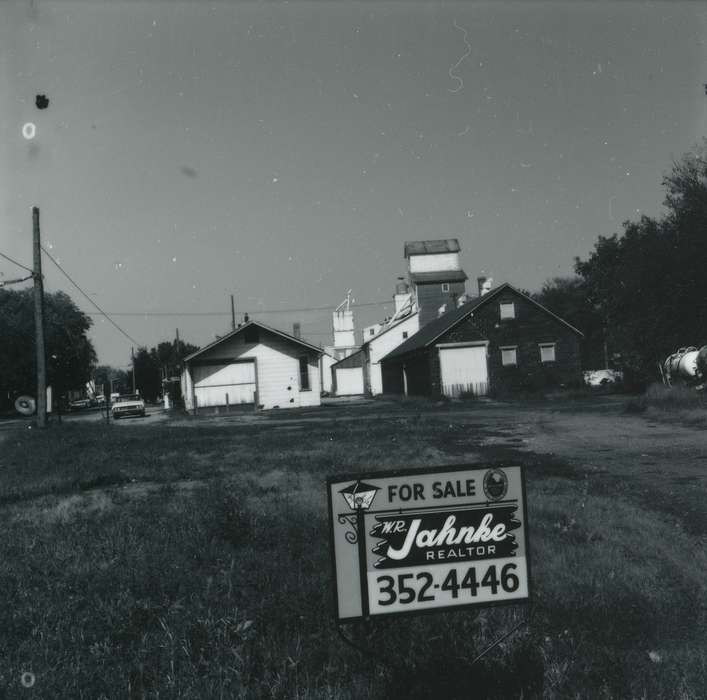 FOR SALE
W.R.
Jahnke
REALTOR
352-4446